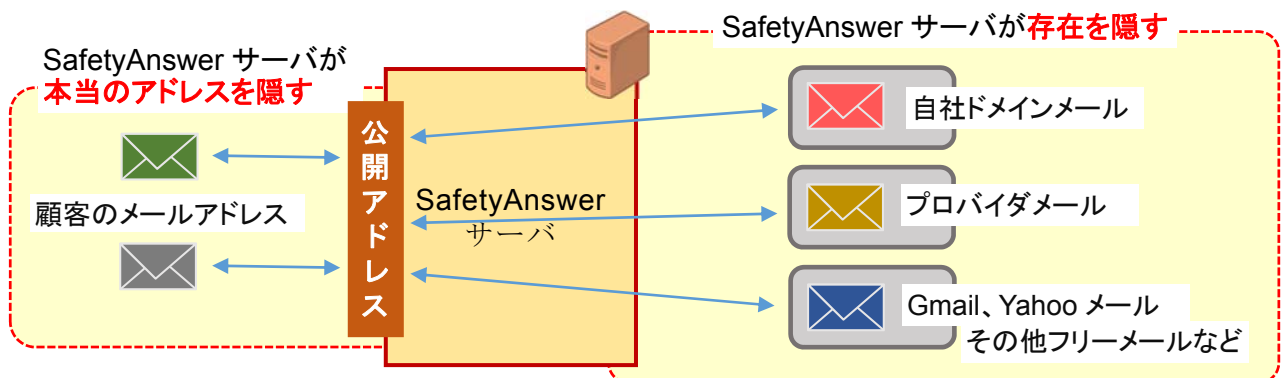 SafetyAnswer サーバが
本当のアドレスを隠す
顧客のメールアドレス
公開アドレス
SafetyAnswer
サーバ
SafetyAnswer サーバが存在を隠す
自社ドメインメール
プロバイダメール
Gmail、Yahoo メール
その他フリーメールなど